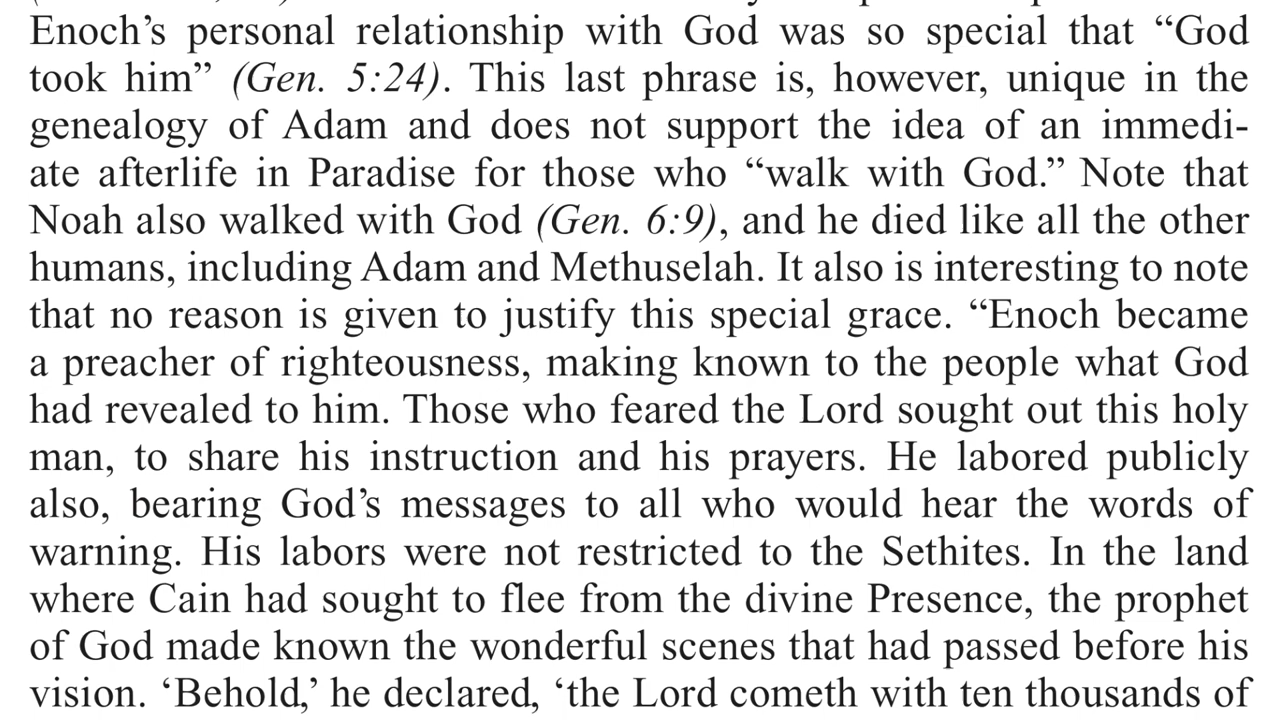 Enoch’s personal relationship with God was so special that “God
took him” (Gen. 5:24). This last phrase is, however, unique in the
genealogy of Adam and does not support the idea of an immedi-
ate afterlife in Paradise for those who “walk with God.” Note that
Noah also walked with God (Gen. 6:9), and he died like all the other
humans, including Adam and Methuselah. It also is interesting to note
that no reason is given to justify this special grace. “Enoch became
a preacher of righteousness, making known to the people what God
had revealed to him. Those who feared the Lord sought out this holy
man, to share his instruction and his prayers. He labored publicly
also, bearing God’s messages to all who would hear the words of
warning. His labors were not restricted to the Sethites. In the land
where Cain had sought to flee from the divine Presence, the prophet
of God made known the wonderful scenes that had passed before his
vision. ‘Behold,’ he declared, ‘the Lord cometh with ten thousands of